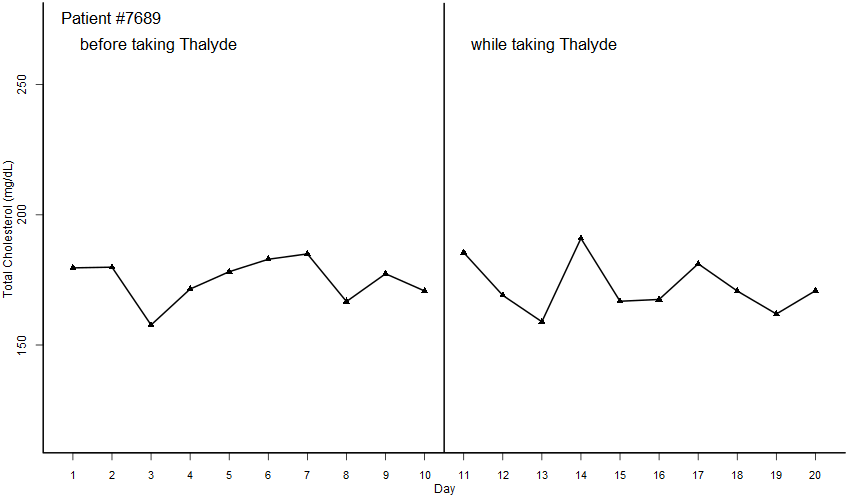 Patient #7689
before taking Thalyde
while taking Thalyde
Total Cholesterol (mg/dL)
250
200
150
1 2 3 4 5 6 7 8 9 10 11 12 13 14 15 16 17 18 19 20
Day